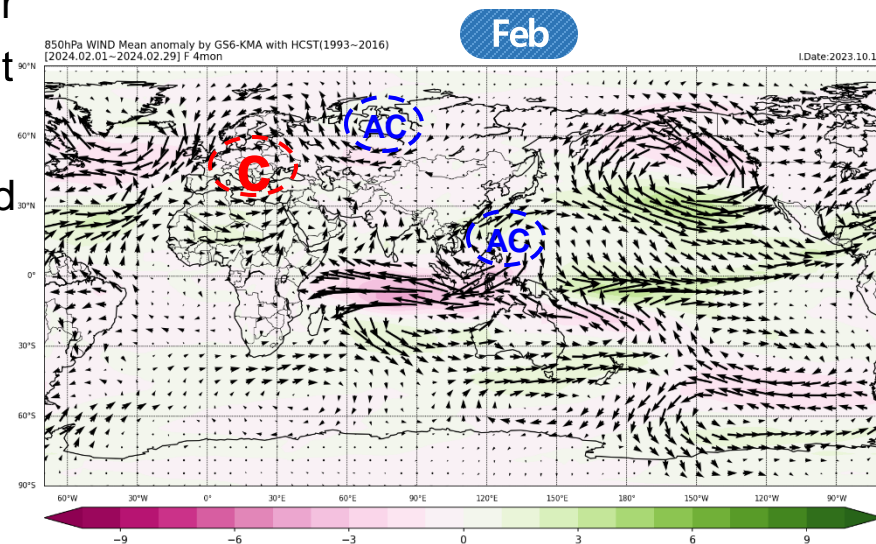 r
t
d
Feb
850hPa WIND Mean anomaly by GS6-KMA with HCST(1993~2016)
[2024.02.01~2024.02.29] F 4mon
I.Date:2023.10.1
90°N
60°N
30°N
0°
30°S
60°S
90°S
AC
C
AC
60°W 30°W 0° 30°E 60°E 90°E 120°E 150°E 180° 150°W 120°W 90°W
−9 −6 −3 0 3 6 9